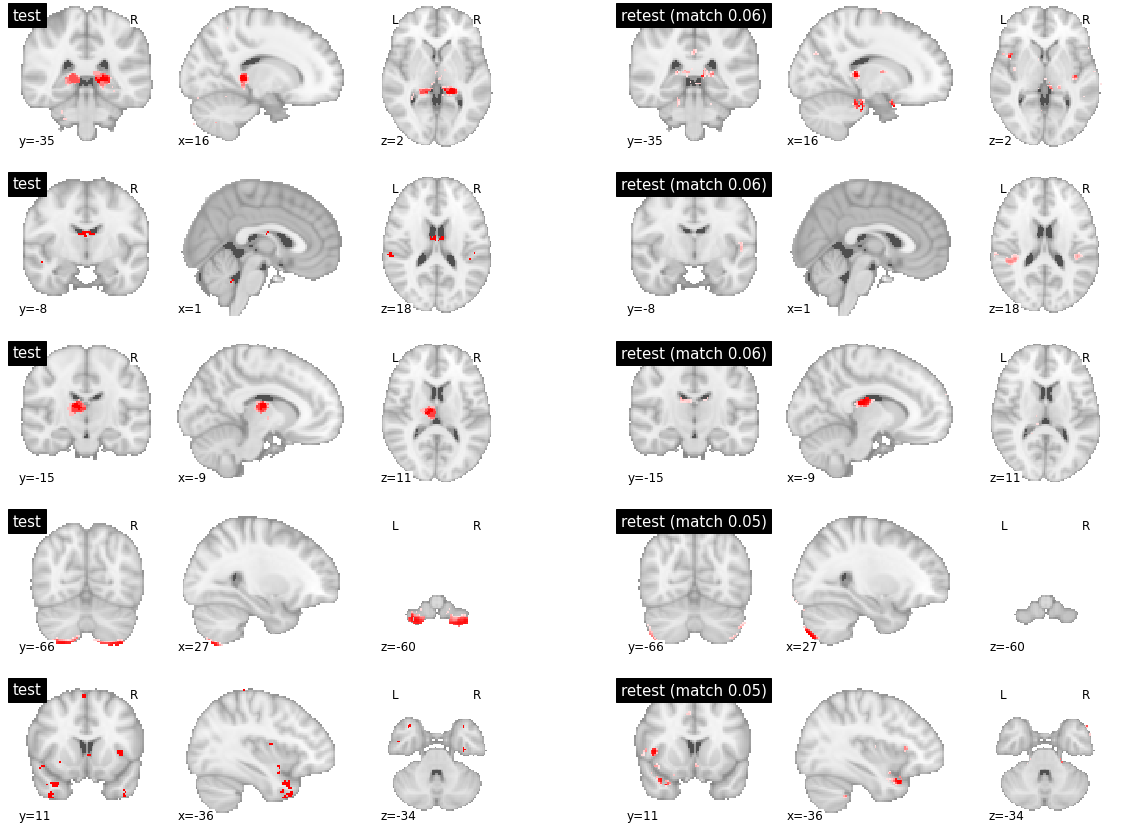 test R L R retest (match 0.06) R L R
y=-35 x=16 z=2 y=-35 x=16 z=2
test R L R retest (match 0.06) R L R
y=-8 x=1 z=18 y=-8 x=1 z=18
test R L R retest (match 0.06) R L R
y=-15 x=-9 z=11 y=-15 x=-9 z=11
test R L R retest (match 0.05) R L R
y=-66 x=27 z=-60 y=-66 x=27 z=-60
test R L R retest (match 0.05) R L R
y=11 x=-36 z=-34 y=11 x=-36 z=-34